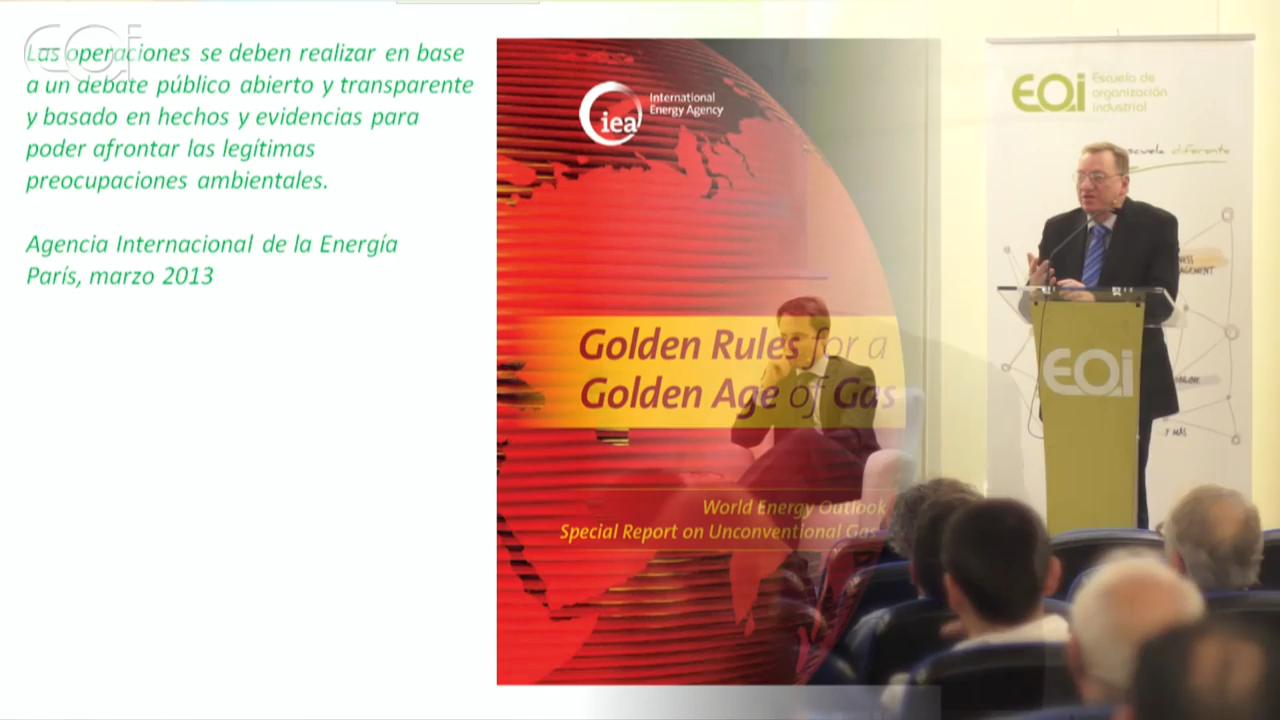 eoi
Las operaciones se deben realizar en base
a un debate público abierto y transparente
y basado en hechos y evidencias para
poder afrontar las legítimas
preocupaciones ambientales.
Agencia Internacional de la Energía
París, marzo 2013
iea
International
Energy Agency
Golden Rules for a
Golden Age of Gas
World Energy Outlook
Special Report on Unconventional Gas
eoi
Escuela de
organización
industrial
escuela diferente
Y MÁS
eoi